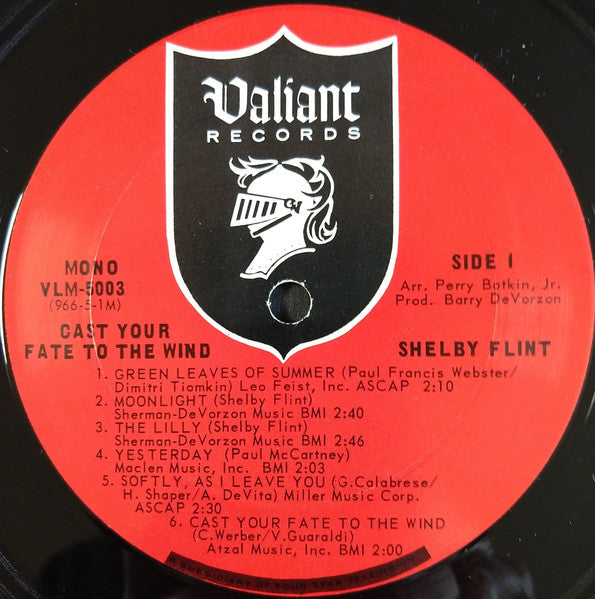 Valiant
RECORDS
MONO
VLM-5003
(966-5-1M)
SIDE 1
Arr. Perry Botkin, Jr.
Prod. Barry DeVorzon
CAST YOUR
FATE TO THE WIND
SHELBY FLINT
1. GREEN LEAVES OF SUMMER (Paul Francis Webster/
Dimitri Tiomkin) Leo Feist, Inc. ASCAP 2:10
2. MOONLIGHT (Shelby Flint)
Sherman-DeVorzon Music BMI 2:40
3. THE LILLY (Shelby Flint)
Sherman-DeVorzon Music BMI 2:46
4. YESTERDAY (Paul McCartney)
Maclen Music, Inc. BMI 2:03
5. SOFTLY, AS I LEAVE YOU (G.Calabrese/
H. Shaper/A. DeVita) Miller Music Corp.
ASCAP 2:30
6. CAST YOUR FATE TO THE WIND
(C.Werber/V.Guaraldi)
Atzal Music, Inc. BMI 2:00
A SUBSIDIARY OF FOUR STAR TELEVISION